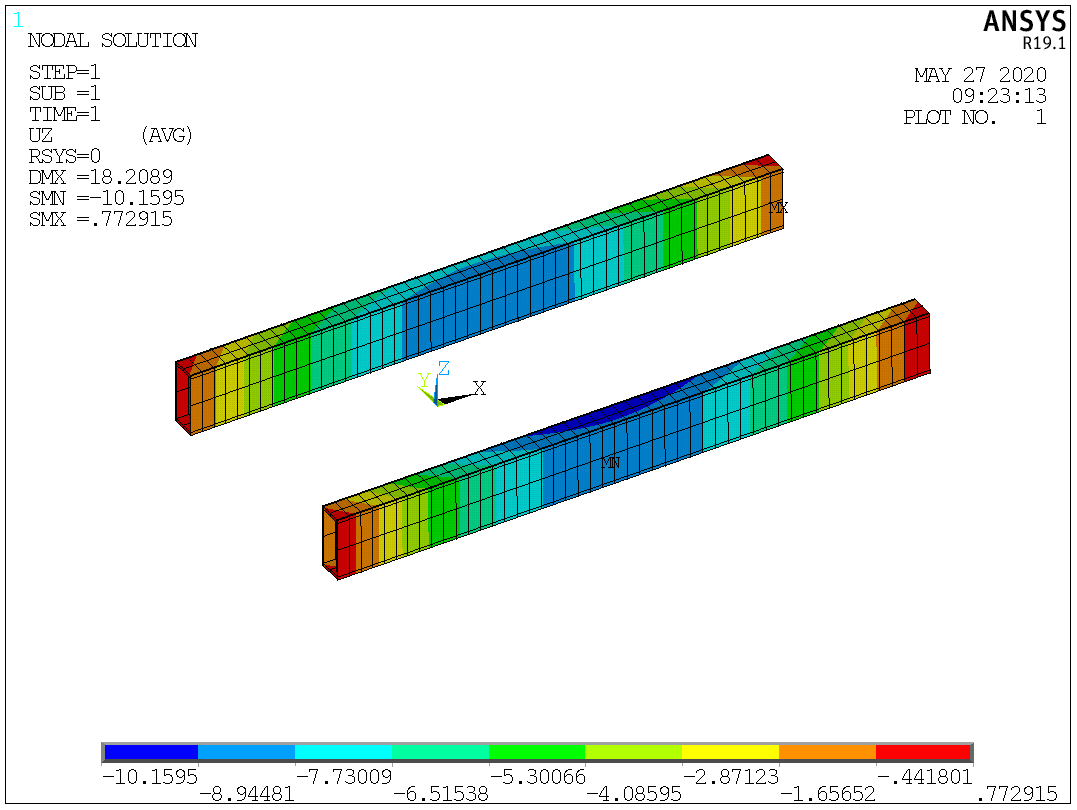 1
ANSYS
R19.1
NODAL SOLUTION
STEP=1
SUB =1
TIME=1
UZ (AVG)
RSYS=0
DMX =18.2089
SMN =-10.1595
SMX =.772915
MAY 27 2020
09:23:13
PLOT NO. 1
MX
Z
Y
X
MN
-10.1595 -7.73009 -5.30066 -2.87123 -.441801
-8.94481 -6.51538 -4.08595 -1.65652 .772915